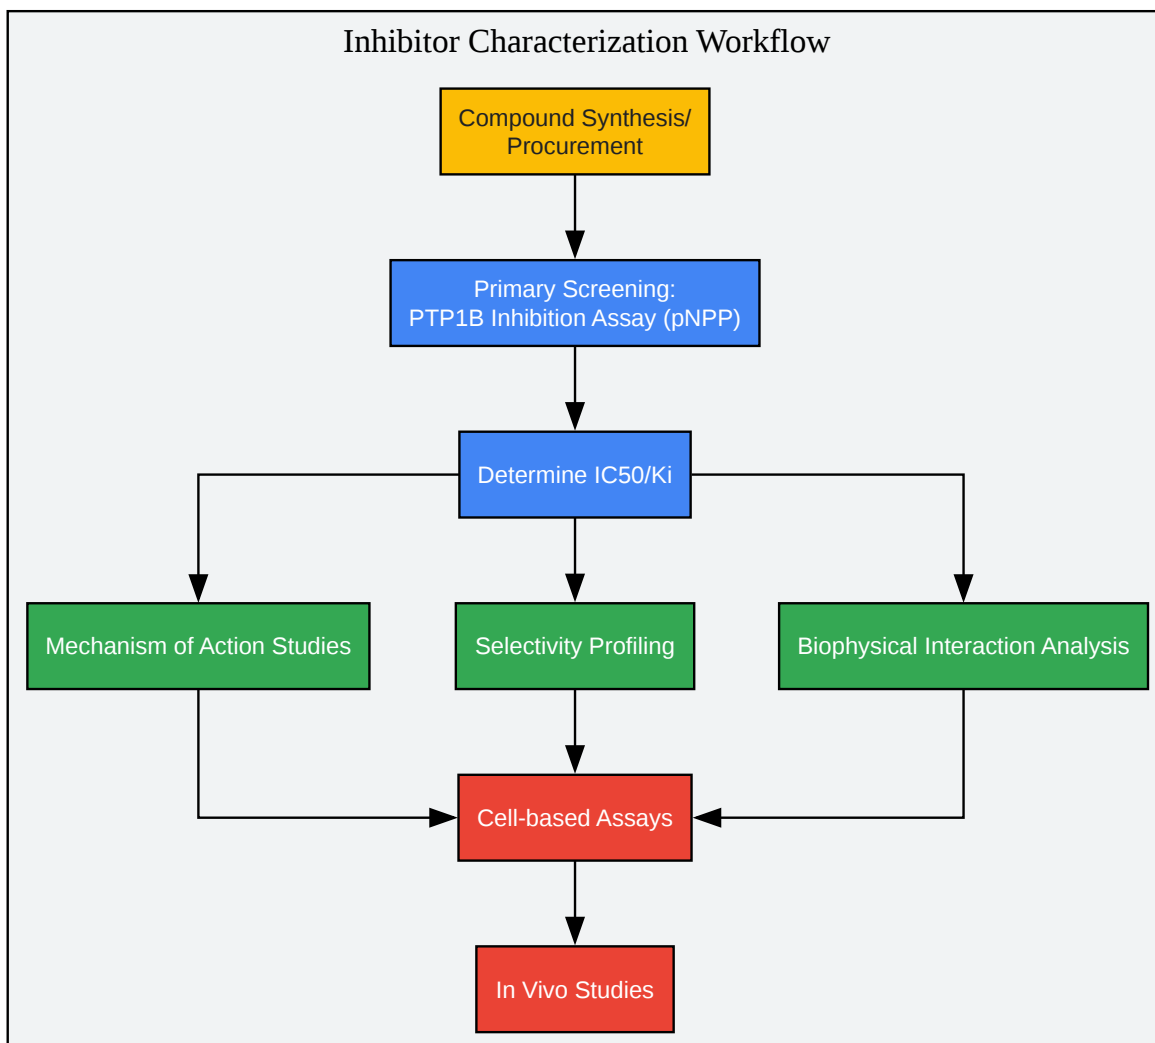 Inhibitor Characterization Workflow
Compound Synthesis/
Procurement
Primary Screening:
PTP1B Inhibition Assay (pNPP)
Determine IC50/Ki
Mechanism of Action Studies
Selectivity Profiling
Biophysical Interaction Analysis
Cell-based Assays
In Vivo Studies